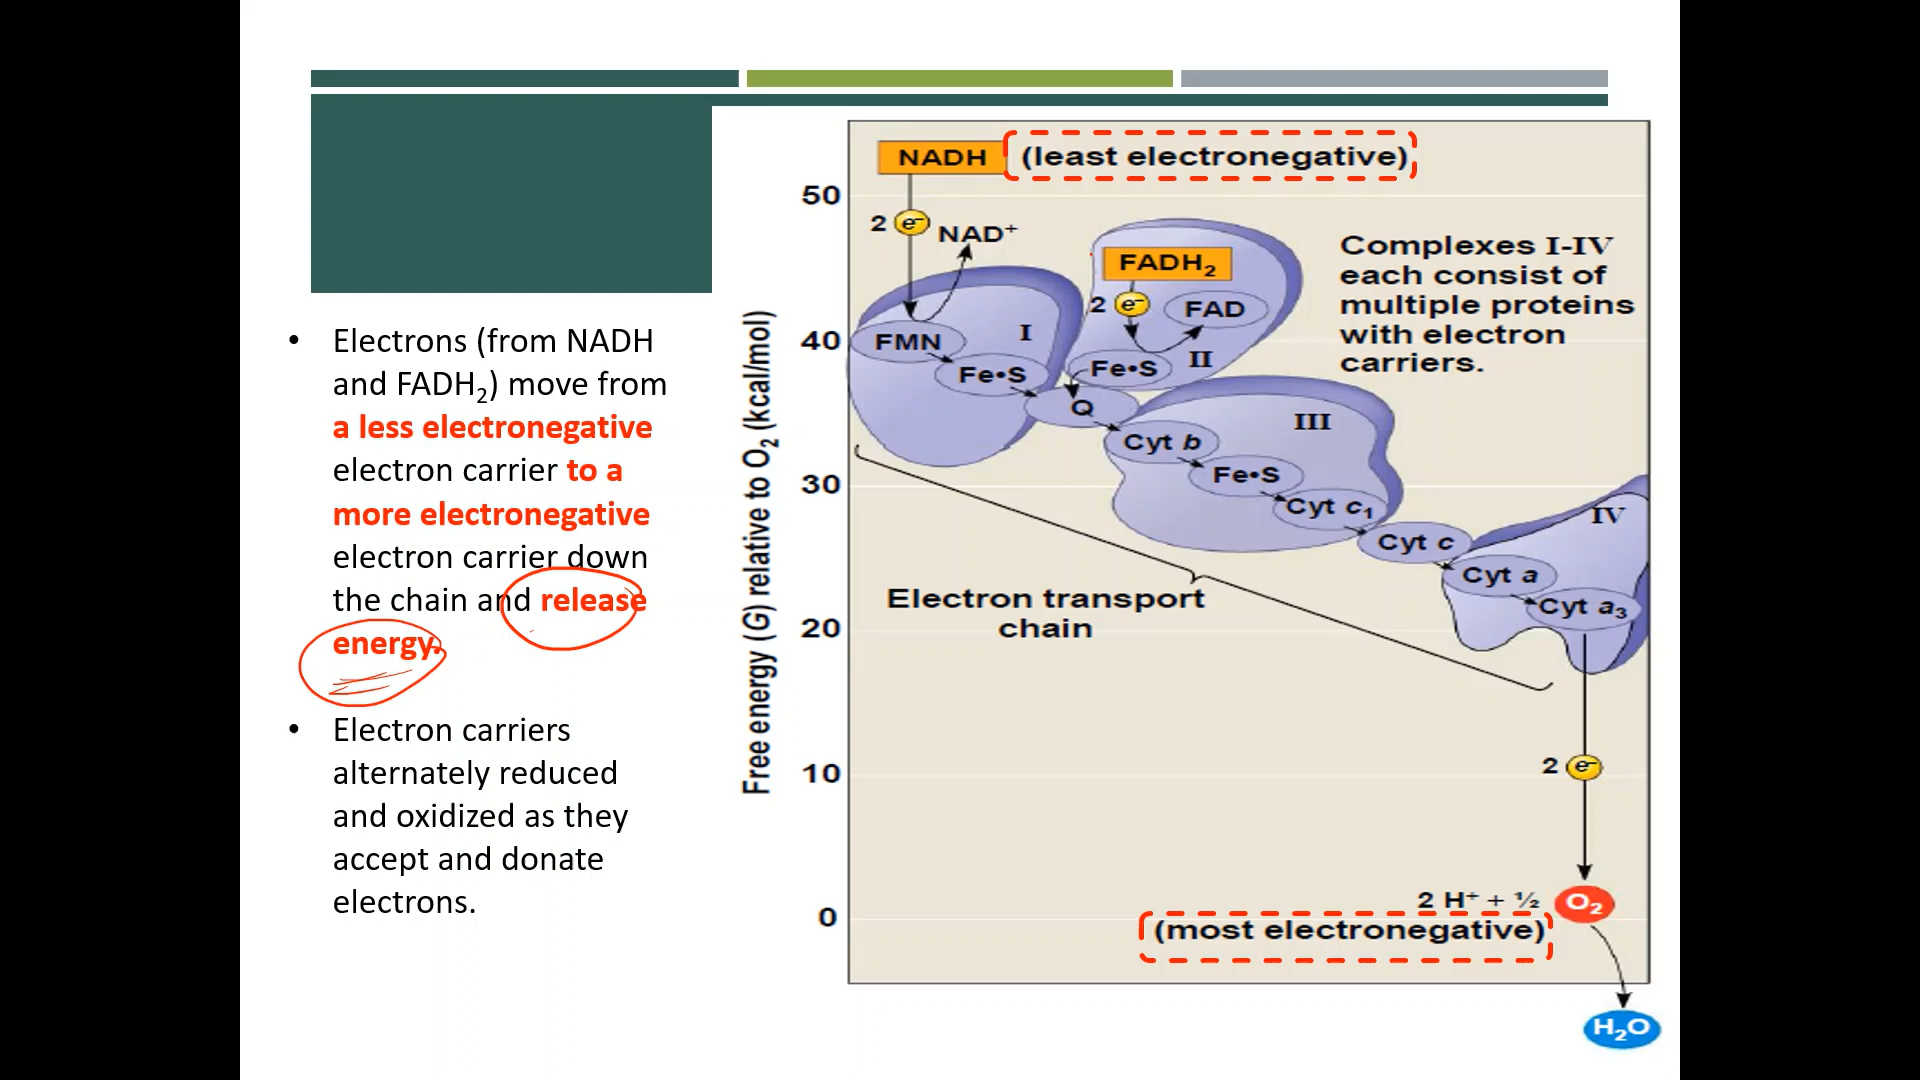 • Electrons (from NADH
and FADH₂) move from
a less electronegative
electron carrier to a
more electronegative
electron carrier down
the chain and release
energy.
• Electron carriers
alternately reduced
and oxidized as they
accept and donate
electrons.
Free energy (G) relative to O₂ (kcal/mol)
50
40
30
20
10
0
NADH (least electronegative)
2 e⁻
NAD⁺
FADH₂
2 e⁻
FAD
Complexes I-IV
each consist of
multiple proteins
with electron
carriers.
FMN
I
Fe•S
Fe•S
II
Q
III
Cyt b
Fe•S
Cyt c₁
IV
Cyt c
Cyt a
Cyt a₃
Electron transport
chain
2 e⁻
2 H⁺ + ½ O₂
(most electronegative)
H₂O